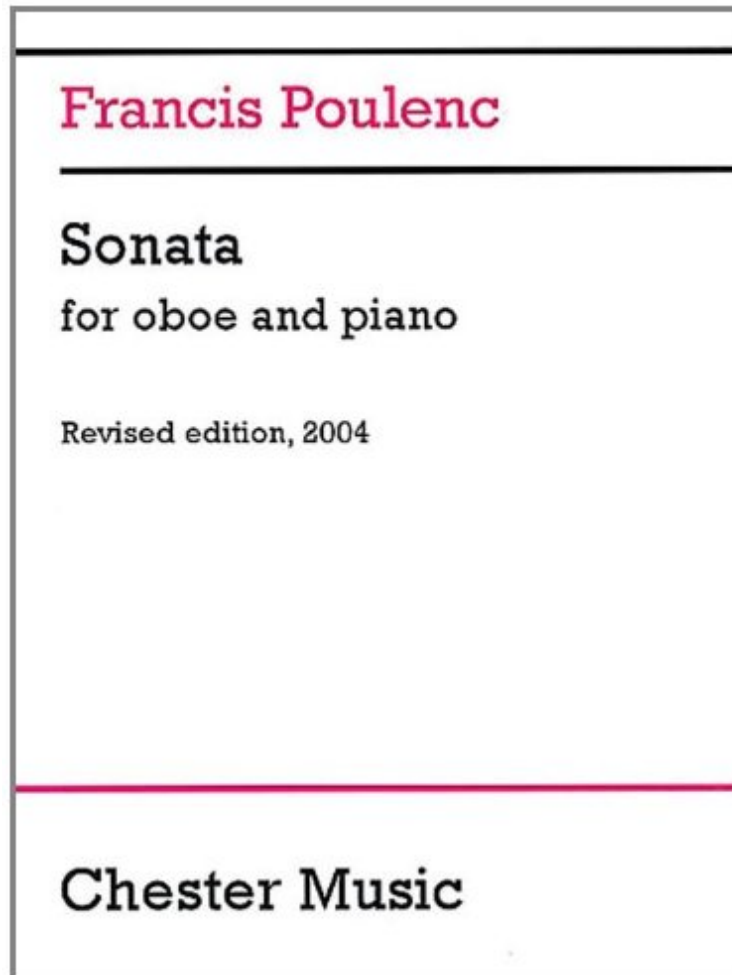 Francis Poulenc
Sonata
for oboe and piano
Revised edition, 2004
Chester Music